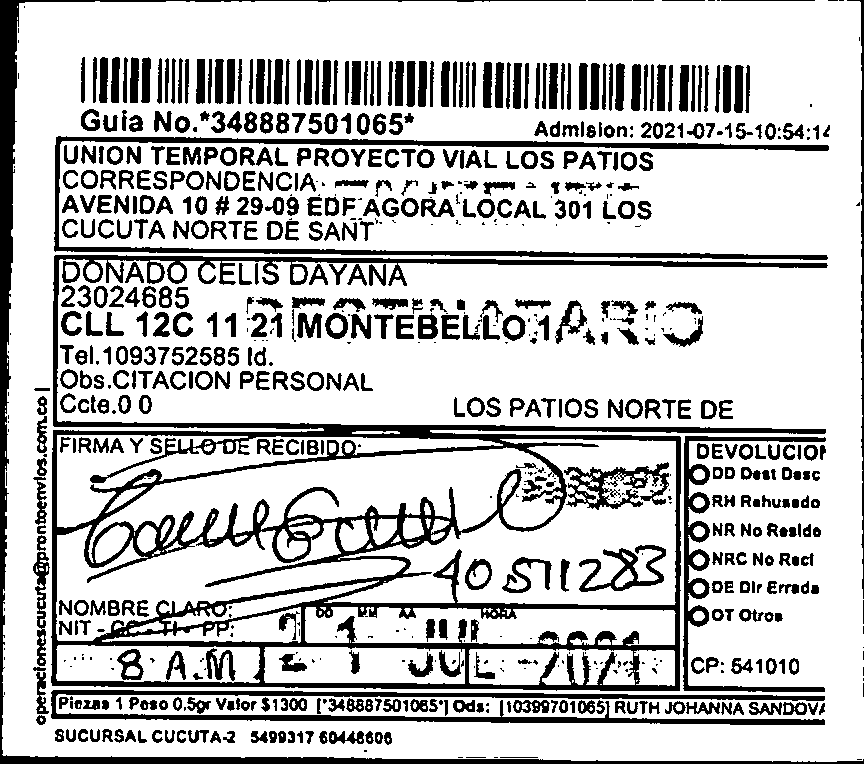 Guia No.*348887501065*
Admision: 2021-07-15-10:54:14
UNION TEMPORAL PROYECTO VIAL LOS PATIOS
CORRESPONDENCIA
AVENIDA 10 # 29-09 EDF AGORA LOCAL 301 LOS
CUCUTA NORTE DE SANT
DONADO CELIS DAYANA
23024685
DESTINATARIO
CLL 12C 11 21 MONTEBELLO 1
Tel.1093752585 Id.
Obs.CITACION PERSONAL
Ccte.0 0
LOS PATIOS NORTE DE
operacionescucuta@prontoenvios.com.co |
FIRMA Y SELLO DE RECIBIDO:
40511283
NOMBRE CLARO:
NIT - CC - TI - PP:
DD MM AA HORA
8 A.M
21 JUL 2021
DEVOLUCION
DD Dest Desc
RH Rehusado
NR No Reside
NRC No Recl
DE Dir Errada
OT Otros
CP: 541010
Piezas 1 Peso 0.5gr Valor $1300 [*348887501065*] Ods: [10399701065] RUTH JOHANNA SANDOVA
SUCURSAL CUCUTA-2 5499317 60448606